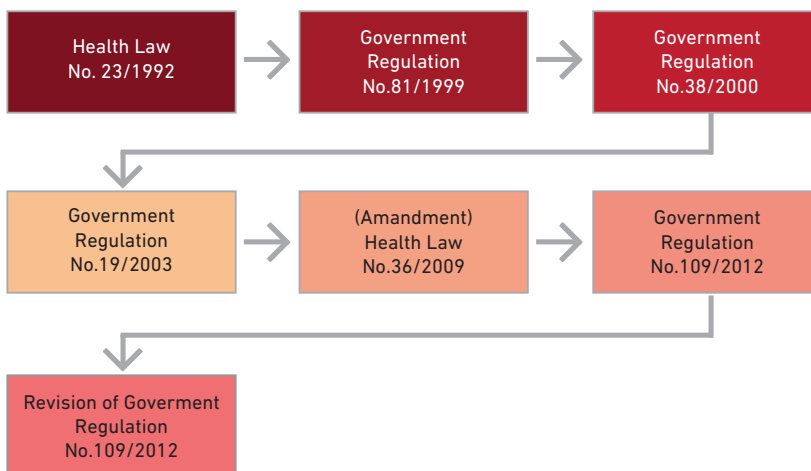 Health Law
No. 23/1992
Government
Regulation
No.81/1999
Government
Regulation
No.38/2000
Government
Regulation
No.19/2003
(Amandment)
Health Law
No.36/2009
Government
Regulation
No.109/2012
Revision of Goverment
Regulation
No.109/2012